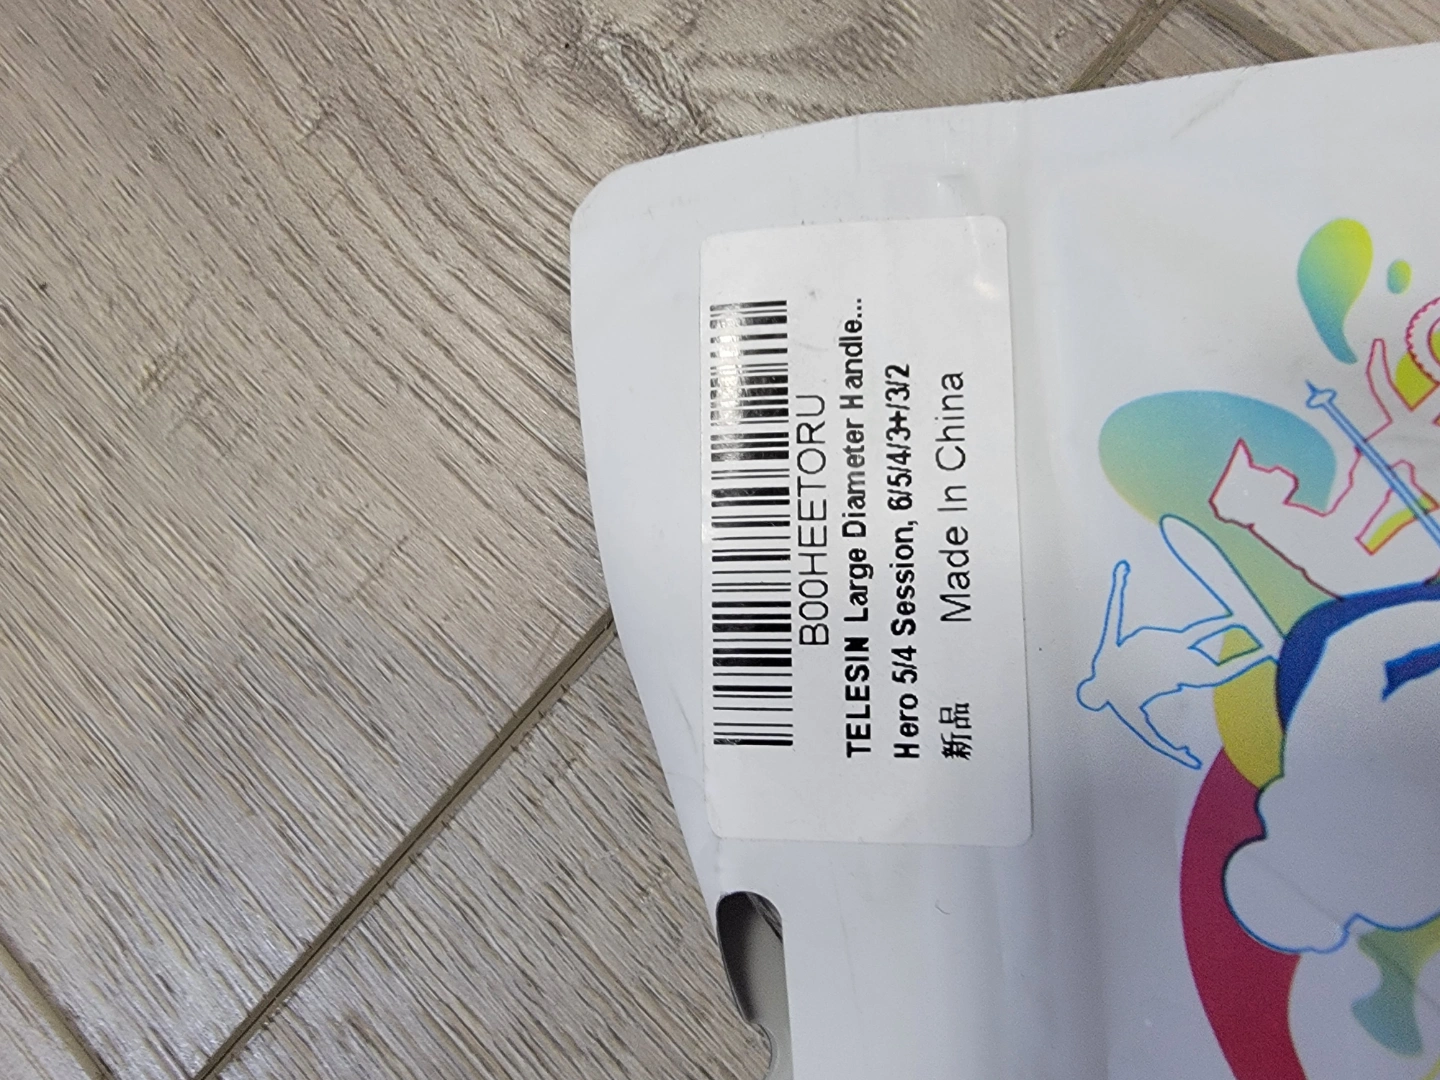 B00HEETORU
TELESIN Large Diameter Handle...
Hero 5/4 Session, 6/5/4/3+/3/2
新品 Made In China